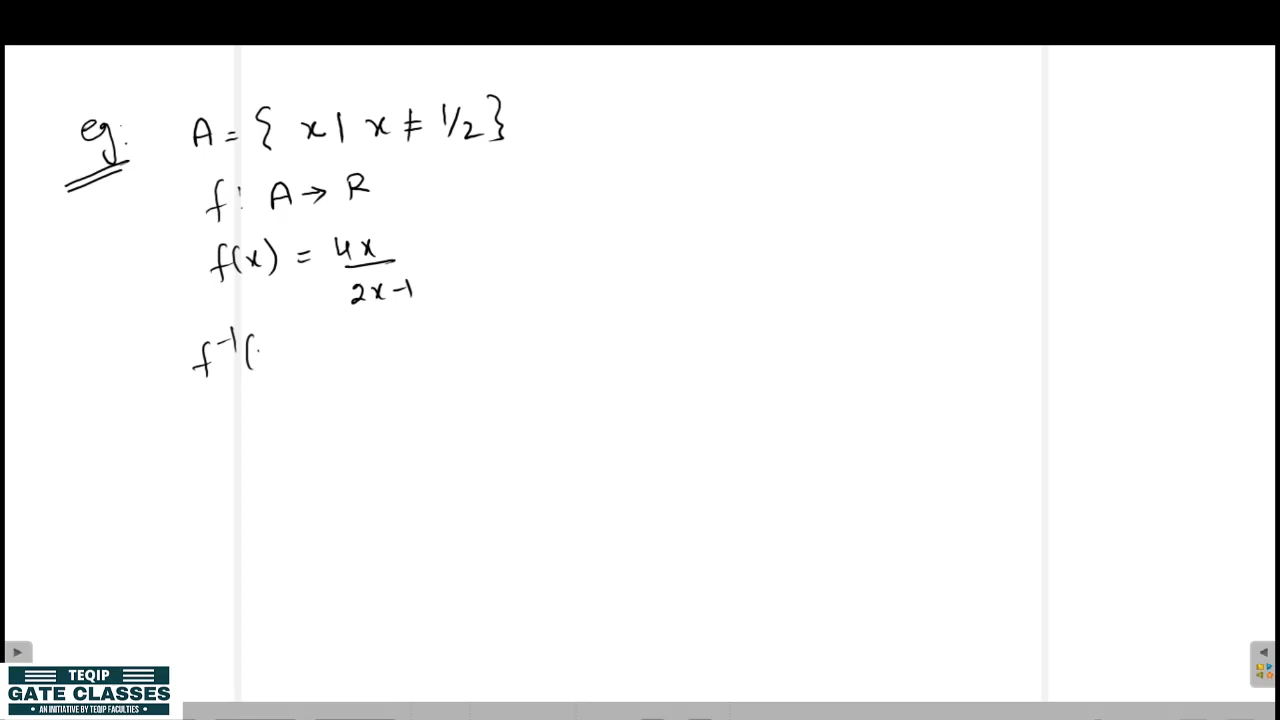 eg: A = { x | x ≠ 1/2 }
f: A → R
f(x) = 4x / 2x-1
f⁻¹(
TEQIP
GATE CLASSES
• AN INITIATIVE BY TEQIP FACULTIES •